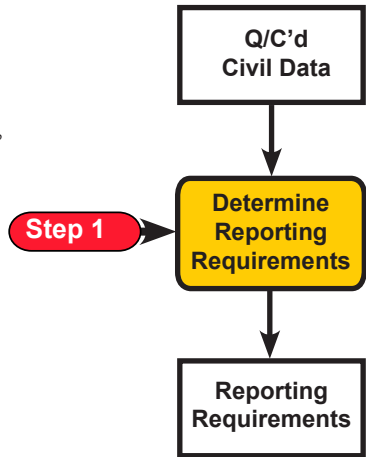 Q/C’d
Civil Data
Step 1
Determine
Reporting
Requirements
Reporting
Requirements